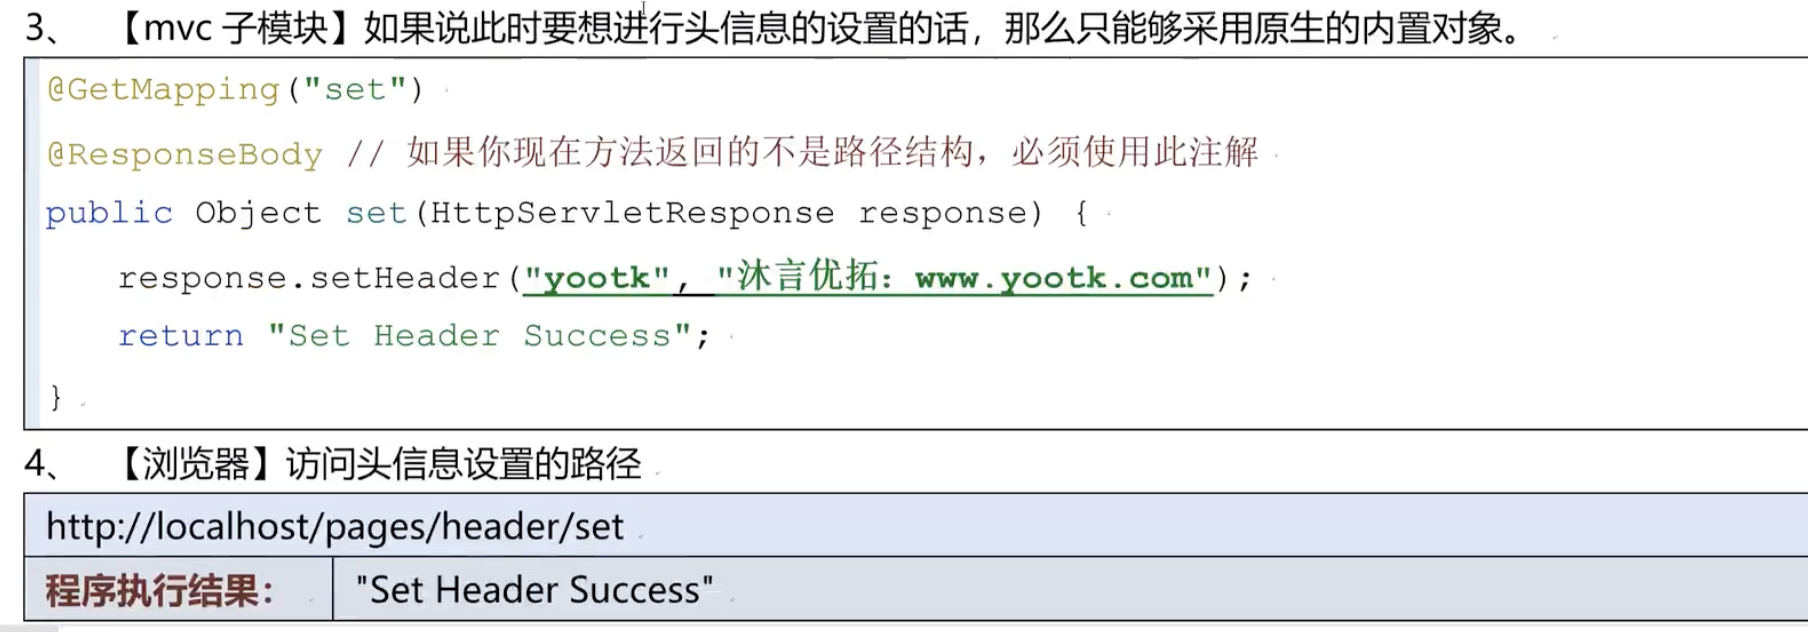 3、 【mvc 子模块】如果说此时要想进行头信息的设置的话，那么只能够采用原生的内置对象。
@GetMapping("set")
@ResponseBody // 如果你现在方法返回的不是路径结构，必须使用此注解
public Object set(HttpServletResponse response) {
response.setHeader("yootk", "沐言优拓：www.yootk.com");
return "Set Header Success";
}
4、 【浏览器】访问头信息设置的路径
http://localhost/pages/header/set
程序执行结果： "Set Header Success"